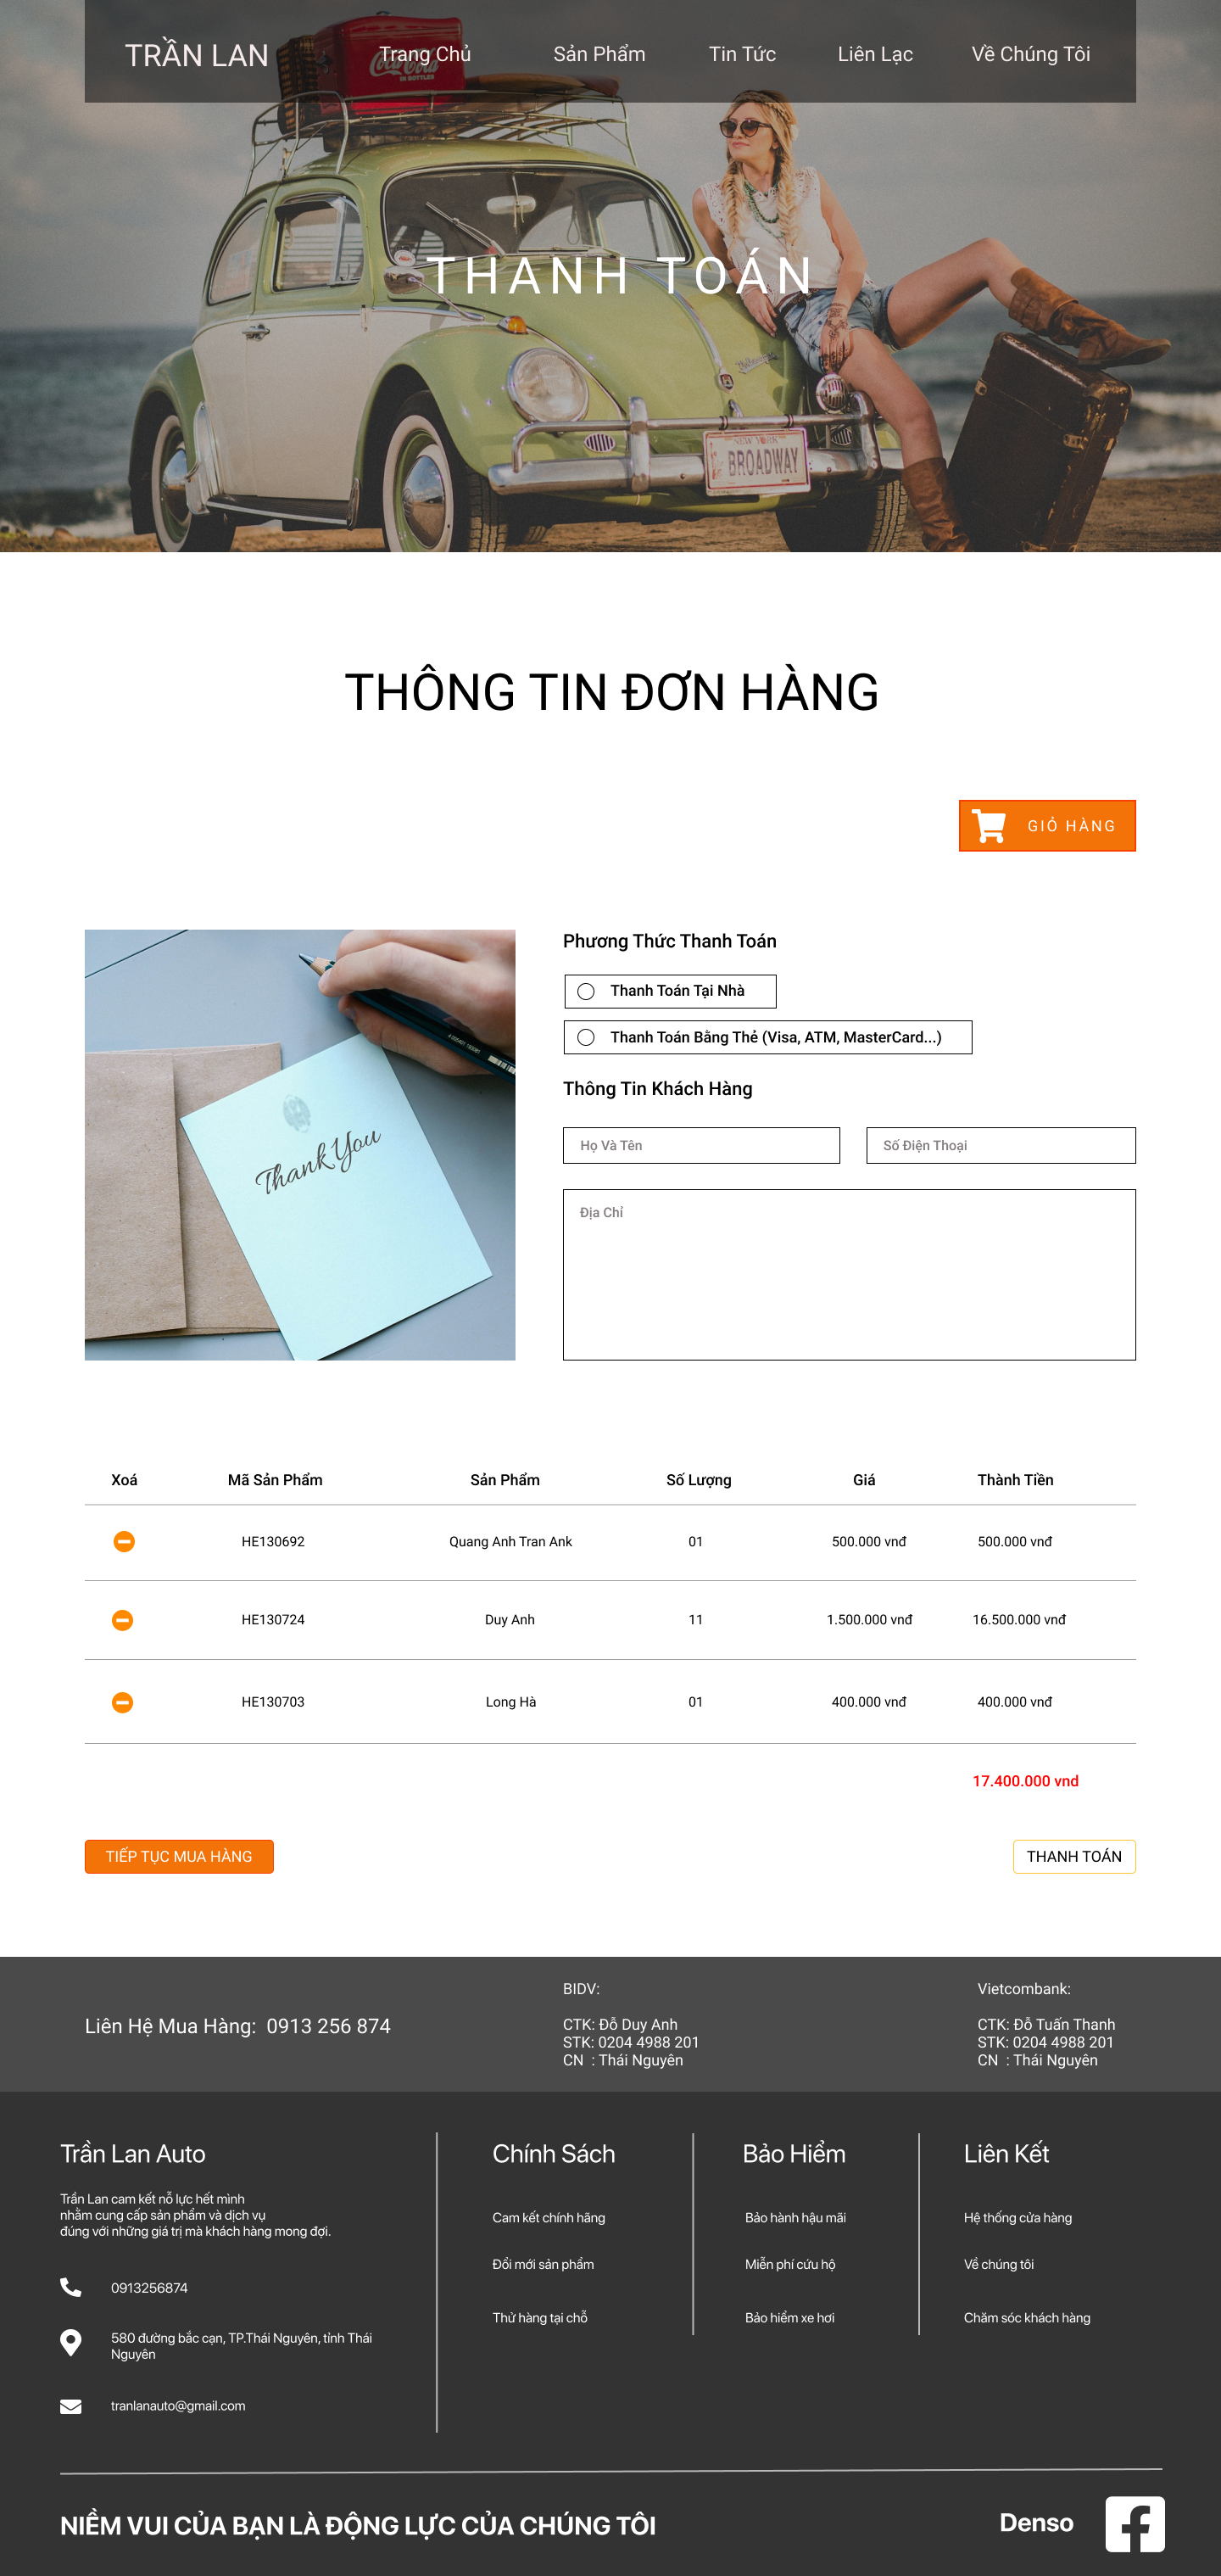 TRẦN LAN
Trang Chủ
Sản Phẩm
Tin Tức
Liên Lạc
Về Chúng Tôi
Coca-Cola
IN BOTTLES
THANH TOÁN
Volkswagen
NEW YORK
BROADWAY
THÔNG TIN ĐƠN HÀNG
GIỎ HÀNG
Phương Thức Thanh Toán
Thanh Toán Tại Nhà
Thanh Toán Bằng Thẻ (Visa, ATM, MasterCard...)
Thông Tin Khách Hàng
Họ Và Tên
Số Điện Thoại
Địa Chỉ
Thank You
Xoá Mã Sản Phẩm Sản Phẩm Số Lượng Giá Thành Tiền
HE130692 Quang Anh Tran Ank 01 500.000 vnđ 500.000 vnđ
HE130724 Duy Anh 11 1.500.000 vnđ 16.500.000 vnđ
HE130703 Long Hà 01 400.000 vnđ 400.000 vnđ
17.400.000 vnd
TIẾP TỤC MUA HÀNG
THANH TOÁN
Liên Hệ Mua Hàng: 0913 256 874
BIDV:
CTK: Đỗ Duy Anh
STK: 0204 4988 201
CN : Thái Nguyên
Vietcombank:
CTK: Đỗ Tuấn Thanh
STK: 0204 4988 201
CN : Thái Nguyên
Trần Lan Auto
Trần Lan cam kết nỗ lực hết mình
nhằm cung cấp sản phẩm và dịch vụ
đúng với những giá trị mà khách hàng mong đợi.
0913256874
580 đường bắc cạn, TP.Thái Nguyên, tỉnh Thái
Nguyên
tranlanauto@gmail.com
Chính Sách
Cam kết chính hãng
Đổi mới sản phẩm
Thử hàng tại chỗ
Bảo Hiểm
Bảo hành hậu mãi
Miễn phí cứu hộ
Bảo hiểm xe hơi
Liên Kết
Hệ thống cửa hàng
Về chúng tôi
Chăm sóc khách hàng
NIỀM VUI CỦA BẠN LÀ ĐỘNG LỰC CỦA CHÚNG TÔI
Denso